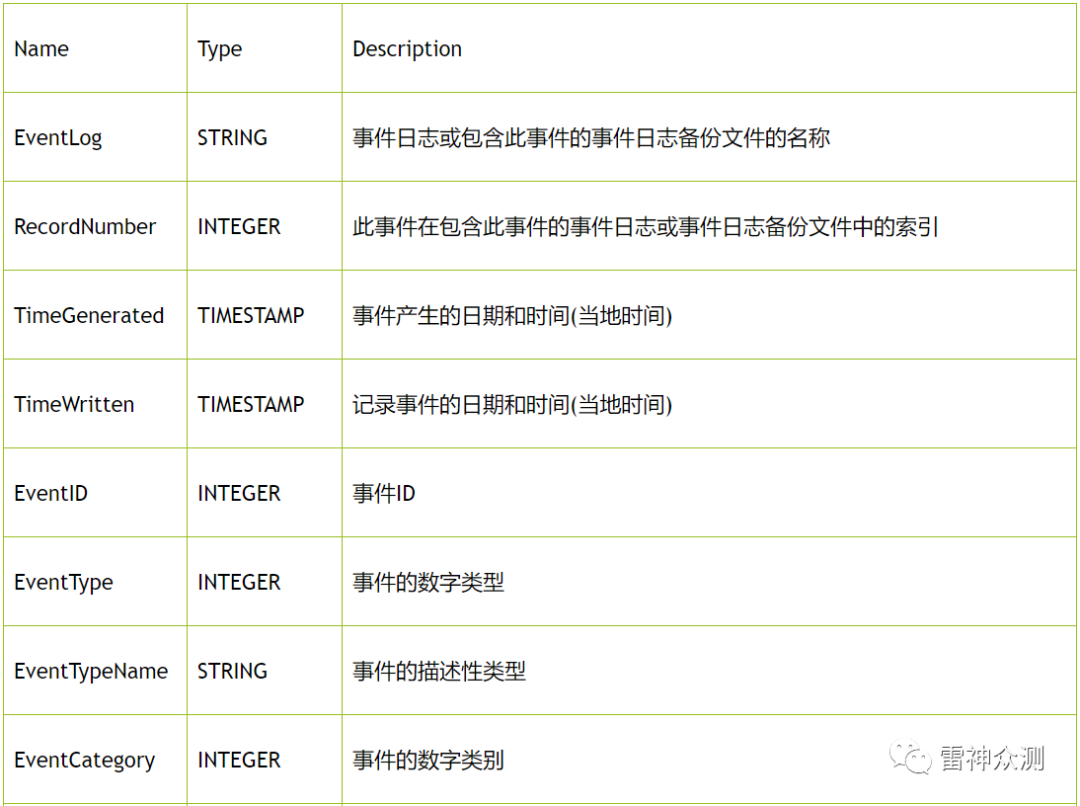 Name Type Description
EventLog STRING 事件日志或包含此事件的事件日志备份文件的名称
RecordNumber INTEGER 此事件在包含此事件的事件日志或事件日志备份文件中的索引
TimeGenerated TIMESTAMP 事件产生的日期和时间(当地时间)
TimeWritten TIMESTAMP 记录事件的日期和时间(当地时间)
EventID INTEGER 事件ID
EventType INTEGER 事件的数字类型
EventTypeName STRING 事件的描述性类型
EventCategory INTEGER 事件的数字类别
雷神众测